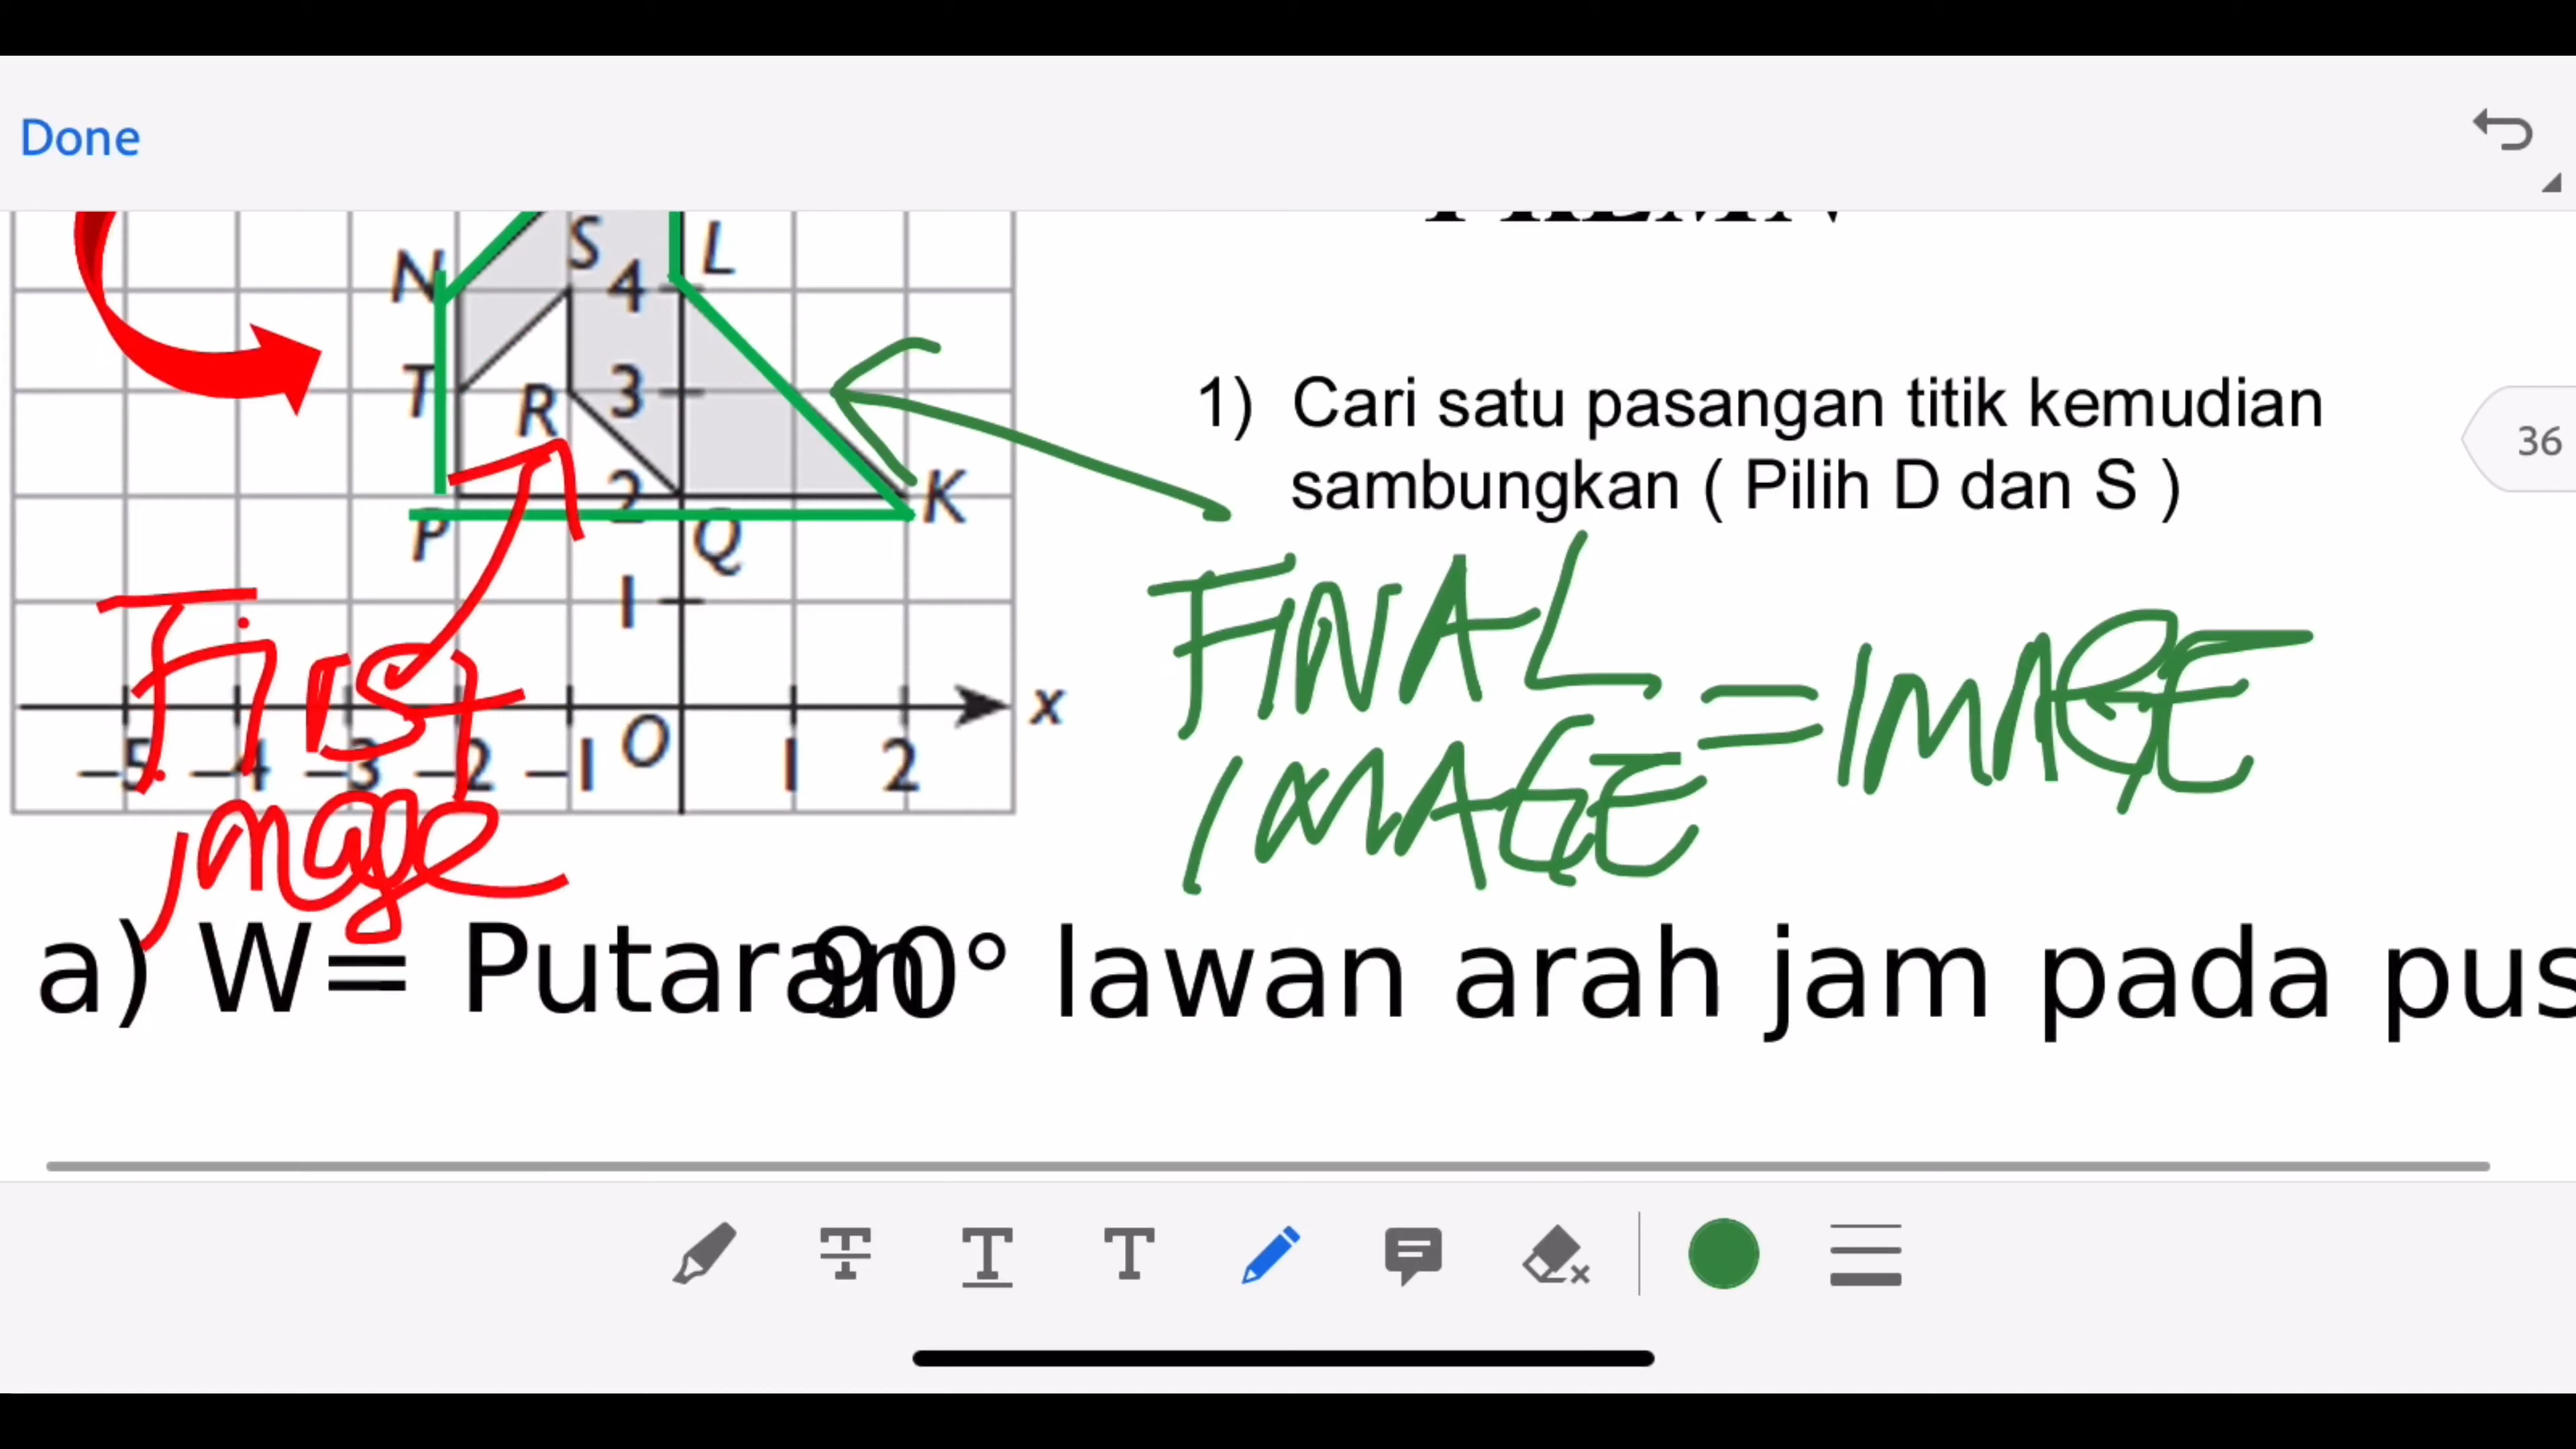 Done
S L
N 4
T R 3
2 K
P Q
1
x
–5 –4 –3 –2 –1 O 1 2
1) Cari satu pasangan titik kemudian
sambungkan ( Pilih D dan S )
36
FINAL
IMAGE = IMAGE
First
image
a) W= Putaran 90° lawan arah jam pada pus